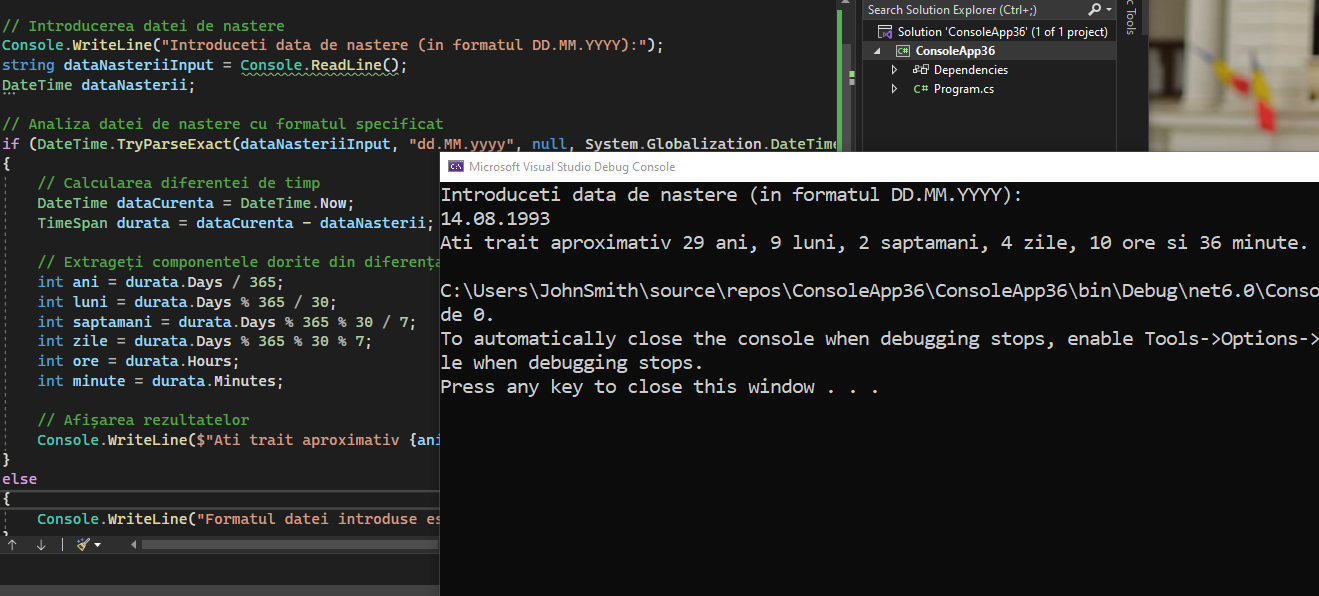 // Introducerea datei de nastere
Console.WriteLine("Introduceti data de nastere (in formatul DD.MM.YYYY):");
string dataNasteriiInput = Console.ReadLine();
DateTime dataNasterii;
// Analiza datei de nastere cu formatul specificat
if (DateTime.TryParseExact(dataNasteriiInput, "dd.MM.yyyy", null, System.Globalization.DateTime
{
// Calcularea diferentei de timp
DateTime dataCurenta = DateTime.Now;
TimeSpan durata = dataCurenta - dataNasterii;
// Extrageți componentele dorite din diferența
int ani = durata.Days / 365;
int luni = durata.Days % 365 / 30;
int saptamani = durata.Days % 365 % 30 / 7;
int zile = durata.Days % 365 % 30 % 7;
int ore = durata.Hours;
int minute = durata.Minutes;
// Afișarea rezultatelor
Console.WriteLine($"Ati trait aproximativ {ani
}
else
{
Console.WriteLine("Formatul datei introduse es
Search Solution Explorer (Ctrl+;)
Solution 'ConsoleApp36' (1 of 1 project)
C# ConsoleApp36
Dependencies
C# Program.cs
c Tools
Microsoft Visual Studio Debug Console
Introduceti data de nastere (in formatul DD.MM.YYYY):
14.08.1993
Ati trait aproximativ 29 ani, 9 luni, 2 saptamani, 4 zile, 10 ore si 36 minute.
C:\Users\JohnSmith\source\repos\ConsoleApp36\ConsoleApp36\bin\Debug\net6.0\Conso
de 0.
To automatically close the console when debugging stops, enable Tools->Options->
le when debugging stops.
Press any key to close this window . . .